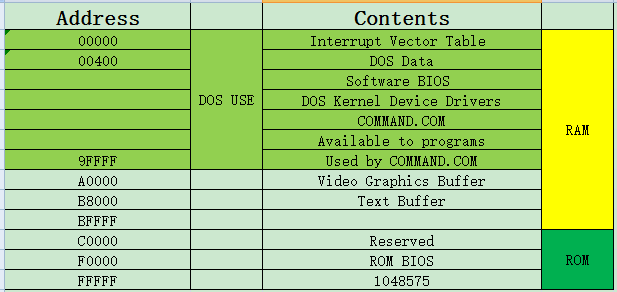 Address Contents
00000 Interrupt Vector Table
00400 DOS Data
Software BIOS
DOS USE DOS Kernel Device Drivers
COMMAND.COM
RAM
Available to programs
9FFFF Used by COMMAND.COM
A0000 Video Graphics Buffer
B8000 Text Buffer
BFFFF
C0000 Reserved
F0000 ROM BIOS ROM
FFFFF 1048575